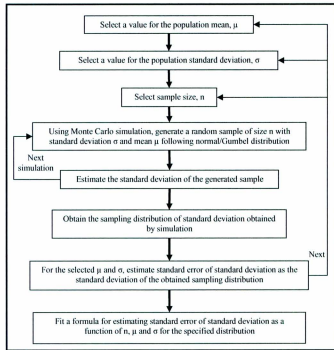 Select a value for the population mean, μ
Select a value for the population standard deviation, σ
Select sample size, n
Using Monte Carlo simulation, generate a random sample of size n with
standard deviation σ and mean μ following normal/Gumbel distribution
Next
simulation
Estimate the standard deviation of the generated sample
Obtain the sampling distribution of standard deviation obtained
by simulation
Next
For the selected μ and σ, estimate standard error of standard deviation as the
standard deviation of the obtained sampling distribution
Fit a formula for estimating standard error of standard deviation as a
function of n, μ and σ for the specified distribution